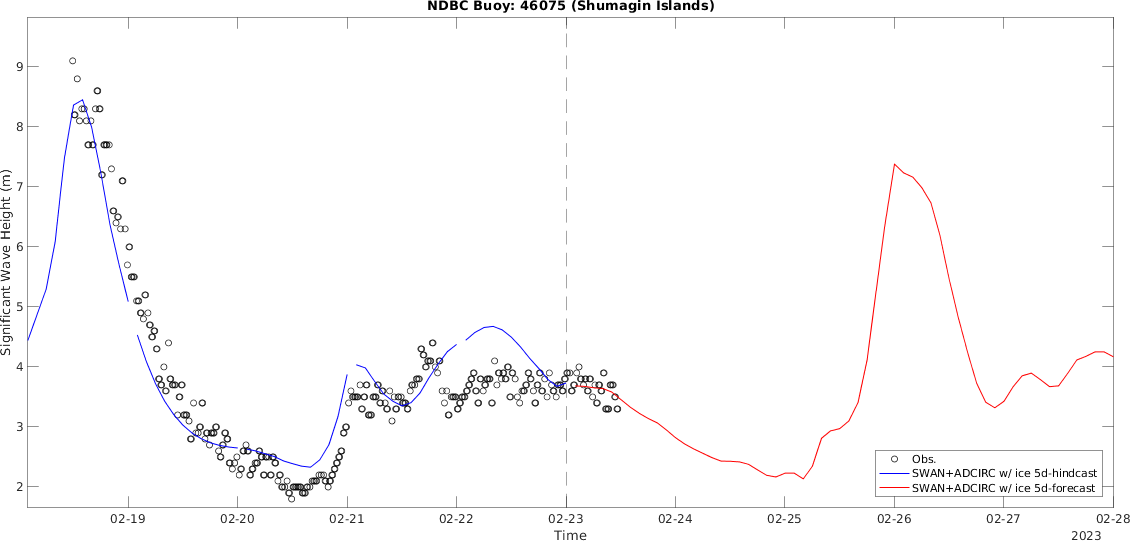 NDBC Buoy: 46075 (Shumagin Islands)
Significant Wave Height (m)
9
8
7
6
5
4
3
2
Obs.
SWAN+ADCIRC w/ ice 5d-hindcast
SWAN+ADCIRC w/ ice 5d-forecast
02-19 02-20 02-21 02-22 02-23 02-24 02-25 02-26 02-27 02-28
Time
2023